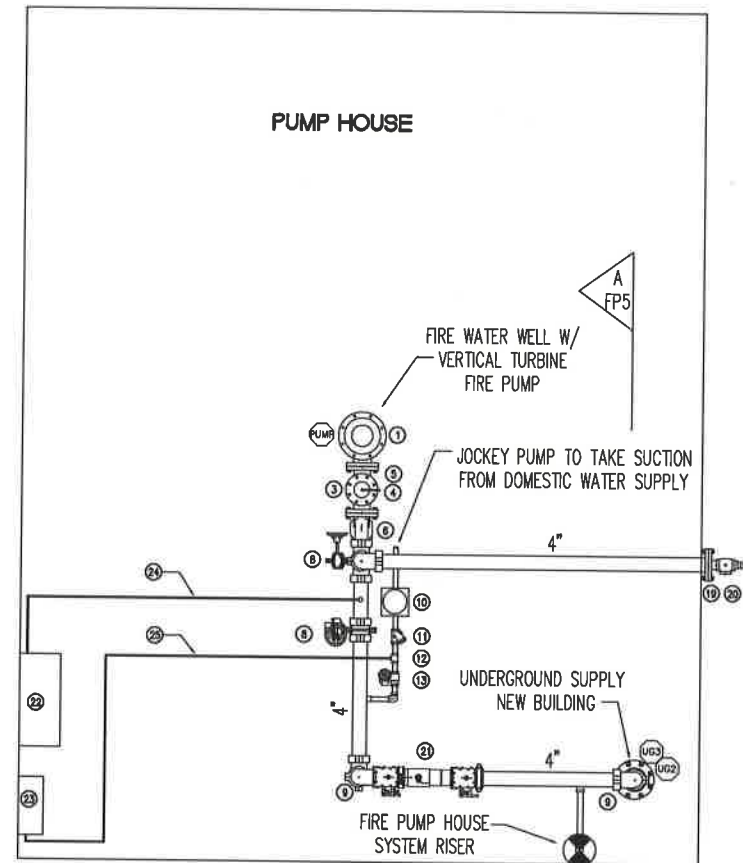 PUMP HOUSE
A
FP5
FIRE WATER WELL W/
VERTICAL TURBINE
FIRE PUMP
PUMP
1
5
3
4
JOCKEY PUMP TO TAKE SUCTION
FROM DOMESTIC WATER SUPPLY
6
8
4"
19
20
24
10
8
11
25
12
13
22
4"
UNDERGROUND SUPPLY
NEW BUILDING
21
4"
UG3
UG2
23
9
9
FIRE PUMP HOUSE
SYSTEM RISER